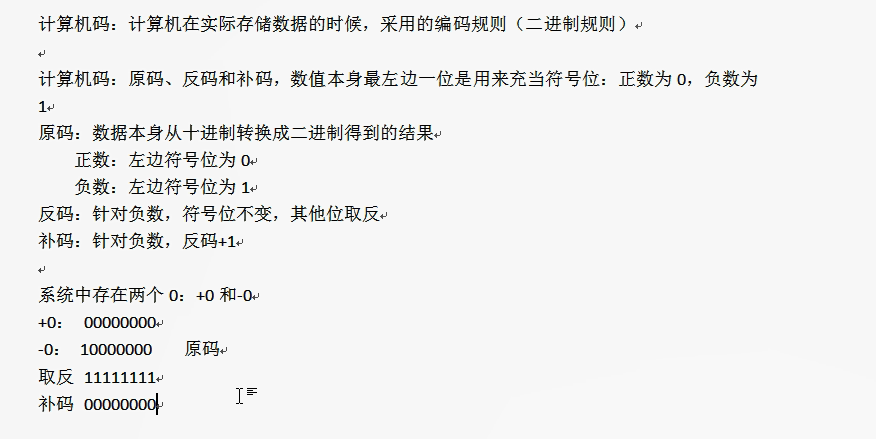 计算机码：计算机在实际存储数据的时候，采用的编码规则（二进制规则）
计算机码：原码、反码和补码，数值本身最左边一位是用来充当符号位：正数为0，负数为
1
原码：数据本身从十进制转换成二进制得到的结果
正数：左边符号位为0
负数：左边符号位为1
反码：针对负数，符号位不变，其他位取反
补码：针对负数，反码+1
系统中存在两个0：+0和-0
+0： 00000000
-0： 10000000 原码
取反 11111111
补码 00000000